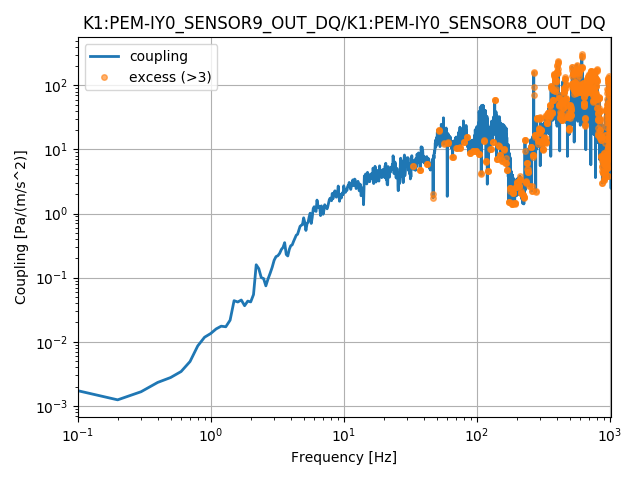 K1:PEM-IY0_SENSOR9_OUT_DQ/K1:PEM-IY0_SENSOR8_OUT_DQ
coupling
excess (>3)
Coupling [Pa/(m/s^2)]
10^2
10^1
10^0
10^−1
10^−2
10^−3
10^−1 10^0 10^1 10^2 10^3
Frequency [Hz]